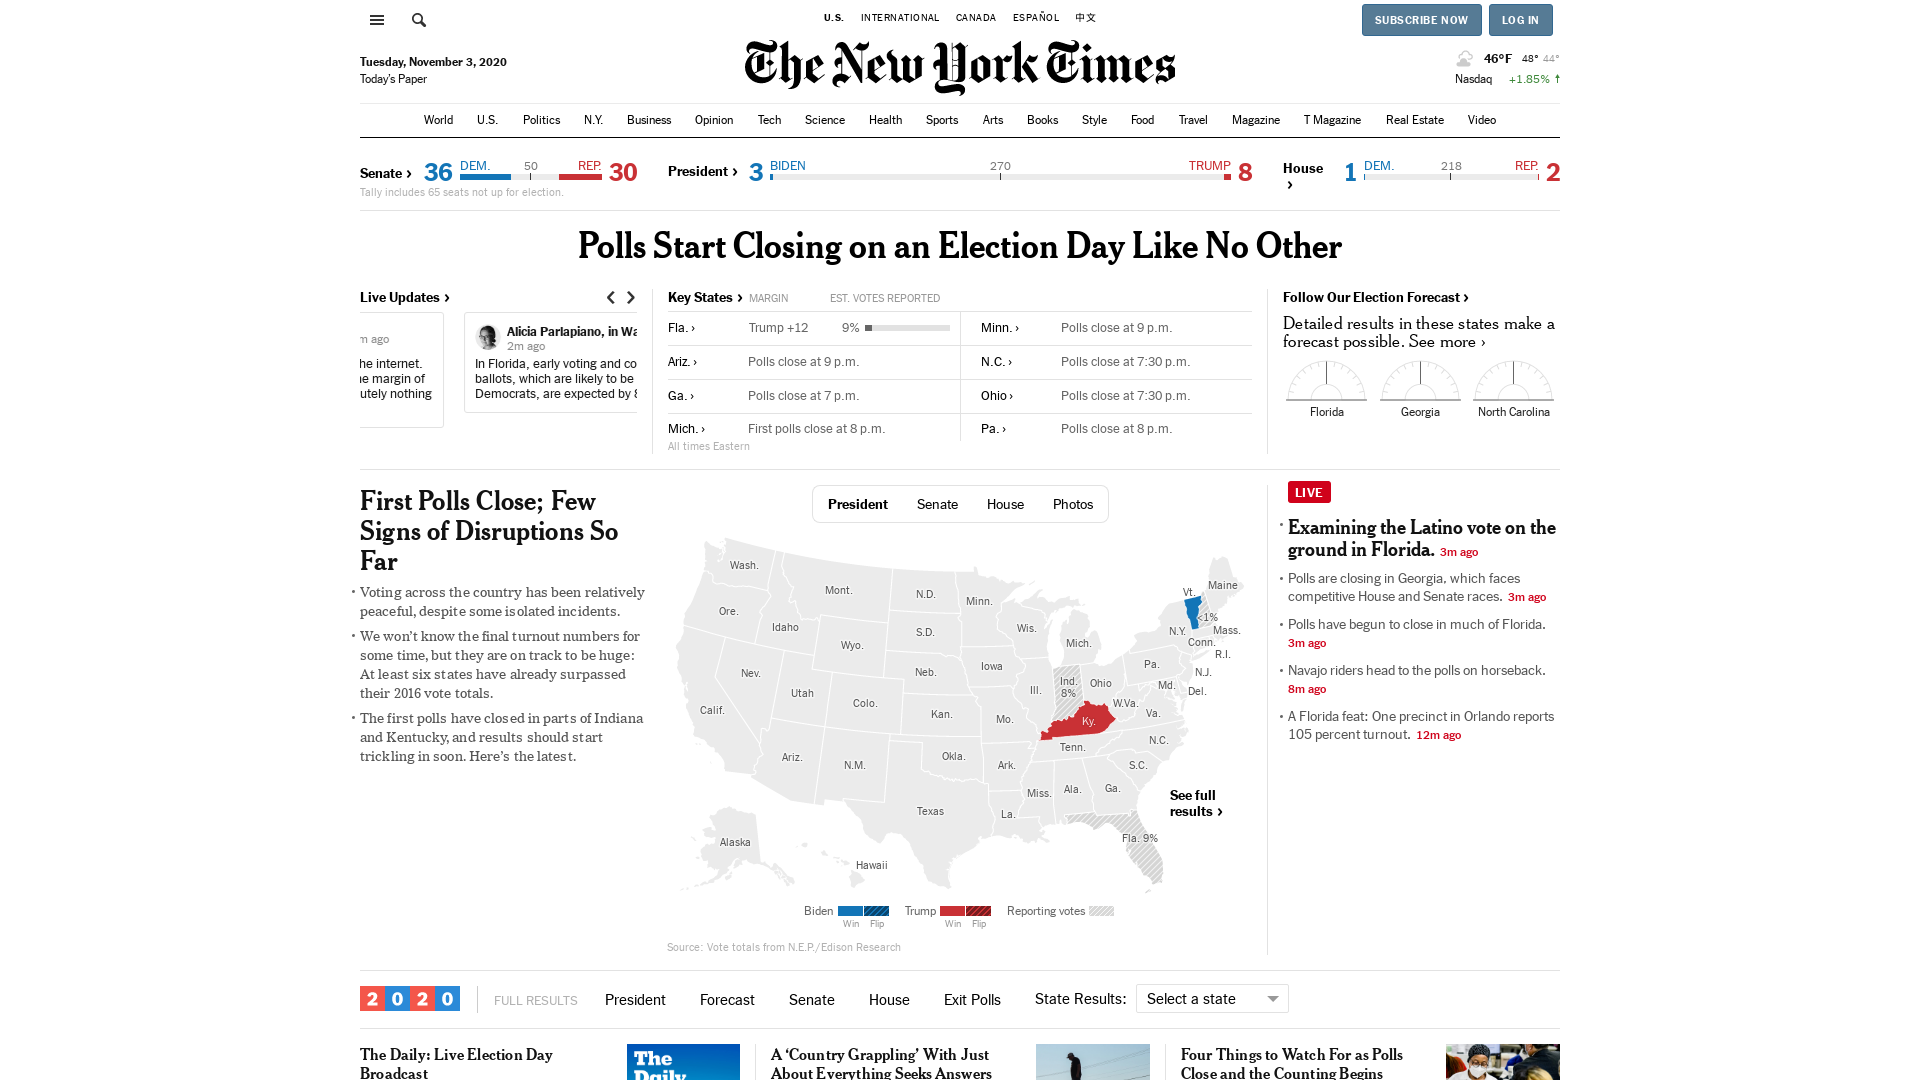 U.S. INTERNATIONAL CANADA ESPAÑOL 中文
SUBSCRIBE NOW LOG IN
Tuesday, November 3, 2020
Today's Paper
The New York Times
46°F 48° 44°
Nasdaq +1.85% ↑
World U.S. Politics N.Y. Business Opinion Tech Science Health Sports Arts Books Style Food Travel Magazine T Magazine Real Estate Video
Senate › 36 DEM. 50 REP. 30
Tally includes 65 seats not up for election.
President › 3 BIDEN 270 TRUMP 8
House › 1 DEM. 218 REP. 2
Polls Start Closing on an Election Day Like No Other
Live Updates ›
m ago
he internet.
e margin of
utely nothing
Alicia Parlapiano, in Wa
2m ago
In Florida, early voting and co
ballots, which are likely to be
Democrats, are expected by 8
Key States › MARGIN EST. VOTES REPORTED
Fla. › Trump +12 9%
Ariz. › Polls close at 9 p.m.
Ga. › Polls close at 7 p.m.
Mich. › First polls close at 8 p.m.
All times Eastern
Minn. › Polls close at 9 p.m.
N.C. › Polls close at 7:30 p.m.
Ohio › Polls close at 7:30 p.m.
Pa. › Polls close at 8 p.m.
Follow Our Election Forecast ›
Detailed results in these states make a
forecast possible. See more ›
Florida Georgia North Carolina
First Polls Close; Few
Signs of Disruptions So
Far
• Voting across the country has been relatively
peaceful, despite some isolated incidents.
• We won't know the final turnout numbers for
some time, but they are on track to be huge:
At least six states have already surpassed
their 2016 vote totals.
• The first polls have closed in parts of Indiana
and Kentucky, and results should start
trickling in soon. Here's the latest.
President Senate House Photos
Wash.
Mont.
N.D.
Minn.
Maine
Vt.
Ore.
Idaho
S.D.
Wis.
<1%
N.Y.
Mass.
Wyo.
Mich.
Conn.
R.I.
Nev.
Neb.
Iowa
Pa.
N.J.
Utah
Ill.
Ind.
8%
Ohio
Md.
Del.
Calif.
Colo.
Kan.
Mo.
Ky.
W.Va.
Va.
Ariz.
N.M.
Okla.
Ark.
Tenn.
N.C.
S.C.
Texas
La.
Miss.
Ala.
Ga.
See full
results ›
Fla. 9%
Alaska
Hawaii
Biden Win Flip
Trump Win Flip
Reporting votes
Source: Vote totals from N.E.P./Edison Research
LIVE
• Examining the Latino vote on the
ground in Florida. 3m ago
• Polls are closing in Georgia, which faces
competitive House and Senate races. 3m ago
• Polls have begun to close in much of Florida.
3m ago
• Navajo riders head to the polls on horseback.
8m ago
• A Florida feat: One precinct in Orlando reports
105 percent turnout. 12m ago
2020 FULL RESULTS President Forecast Senate House Exit Polls State Results: Select a state
The Daily: Live Election Day
Broadcast
The
Daily
A ‘Country Grappling’ With Just
About Everything Seeks Answers
Four Things to Watch For as Polls
Close and the Counting Begins